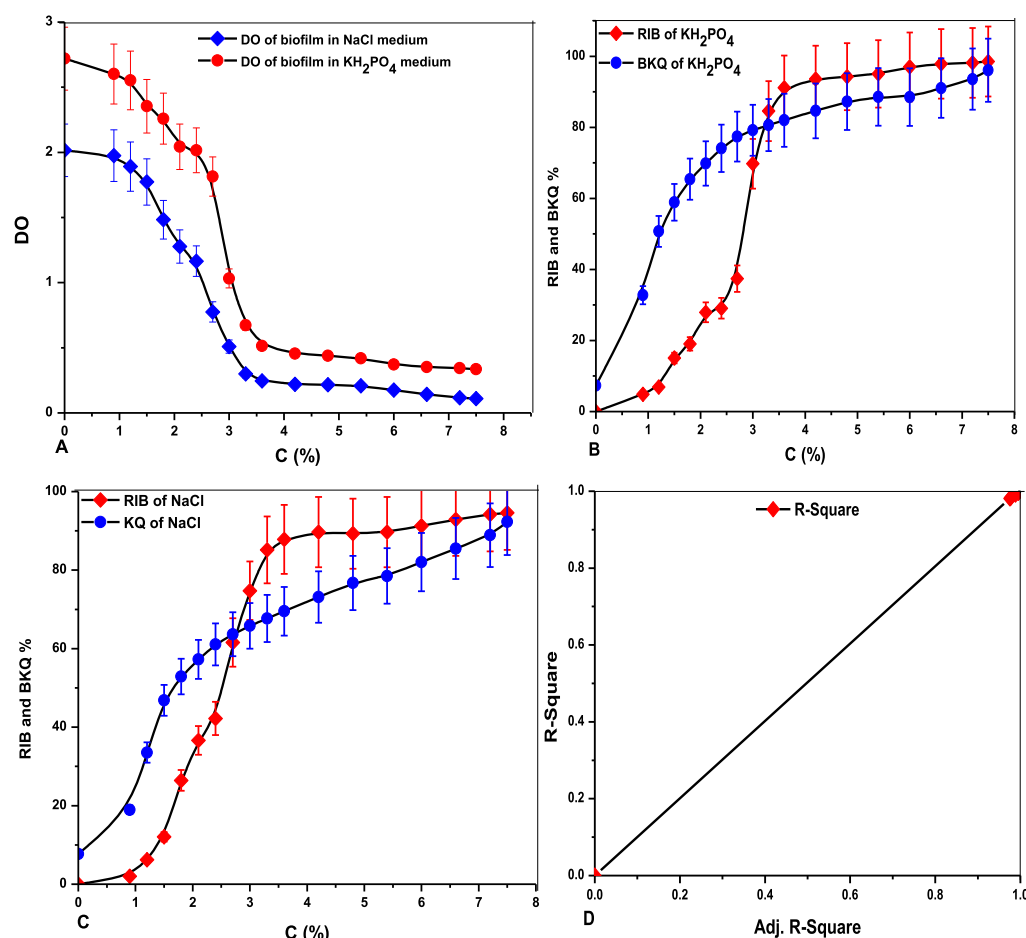 3
2
1
0
DO
DO of biofilm in NaCl medium
DO of biofilm in KH2PO4 medium
0 1 2 3 4 5 6 7 8
A
C (%)
100
80
60
40
20
0
RIB and BKQ %
RIB of KH2PO4
BKQ of KH2PO4
0 1 2 3 4 5 6 7 8
B
C (%)
100
80
60
40
20
0
RIB and BKQ %
RIB of NaCl
KQ of NaCl
0 1 2 3 4 5 6 7 8
C
C (%)
1.0
0.8
0.6
0.4
0.2
0.0
R-Square
R-Square
0.0 0.2 0.4 0.6 0.8 1.0
D
Adj. R-Square